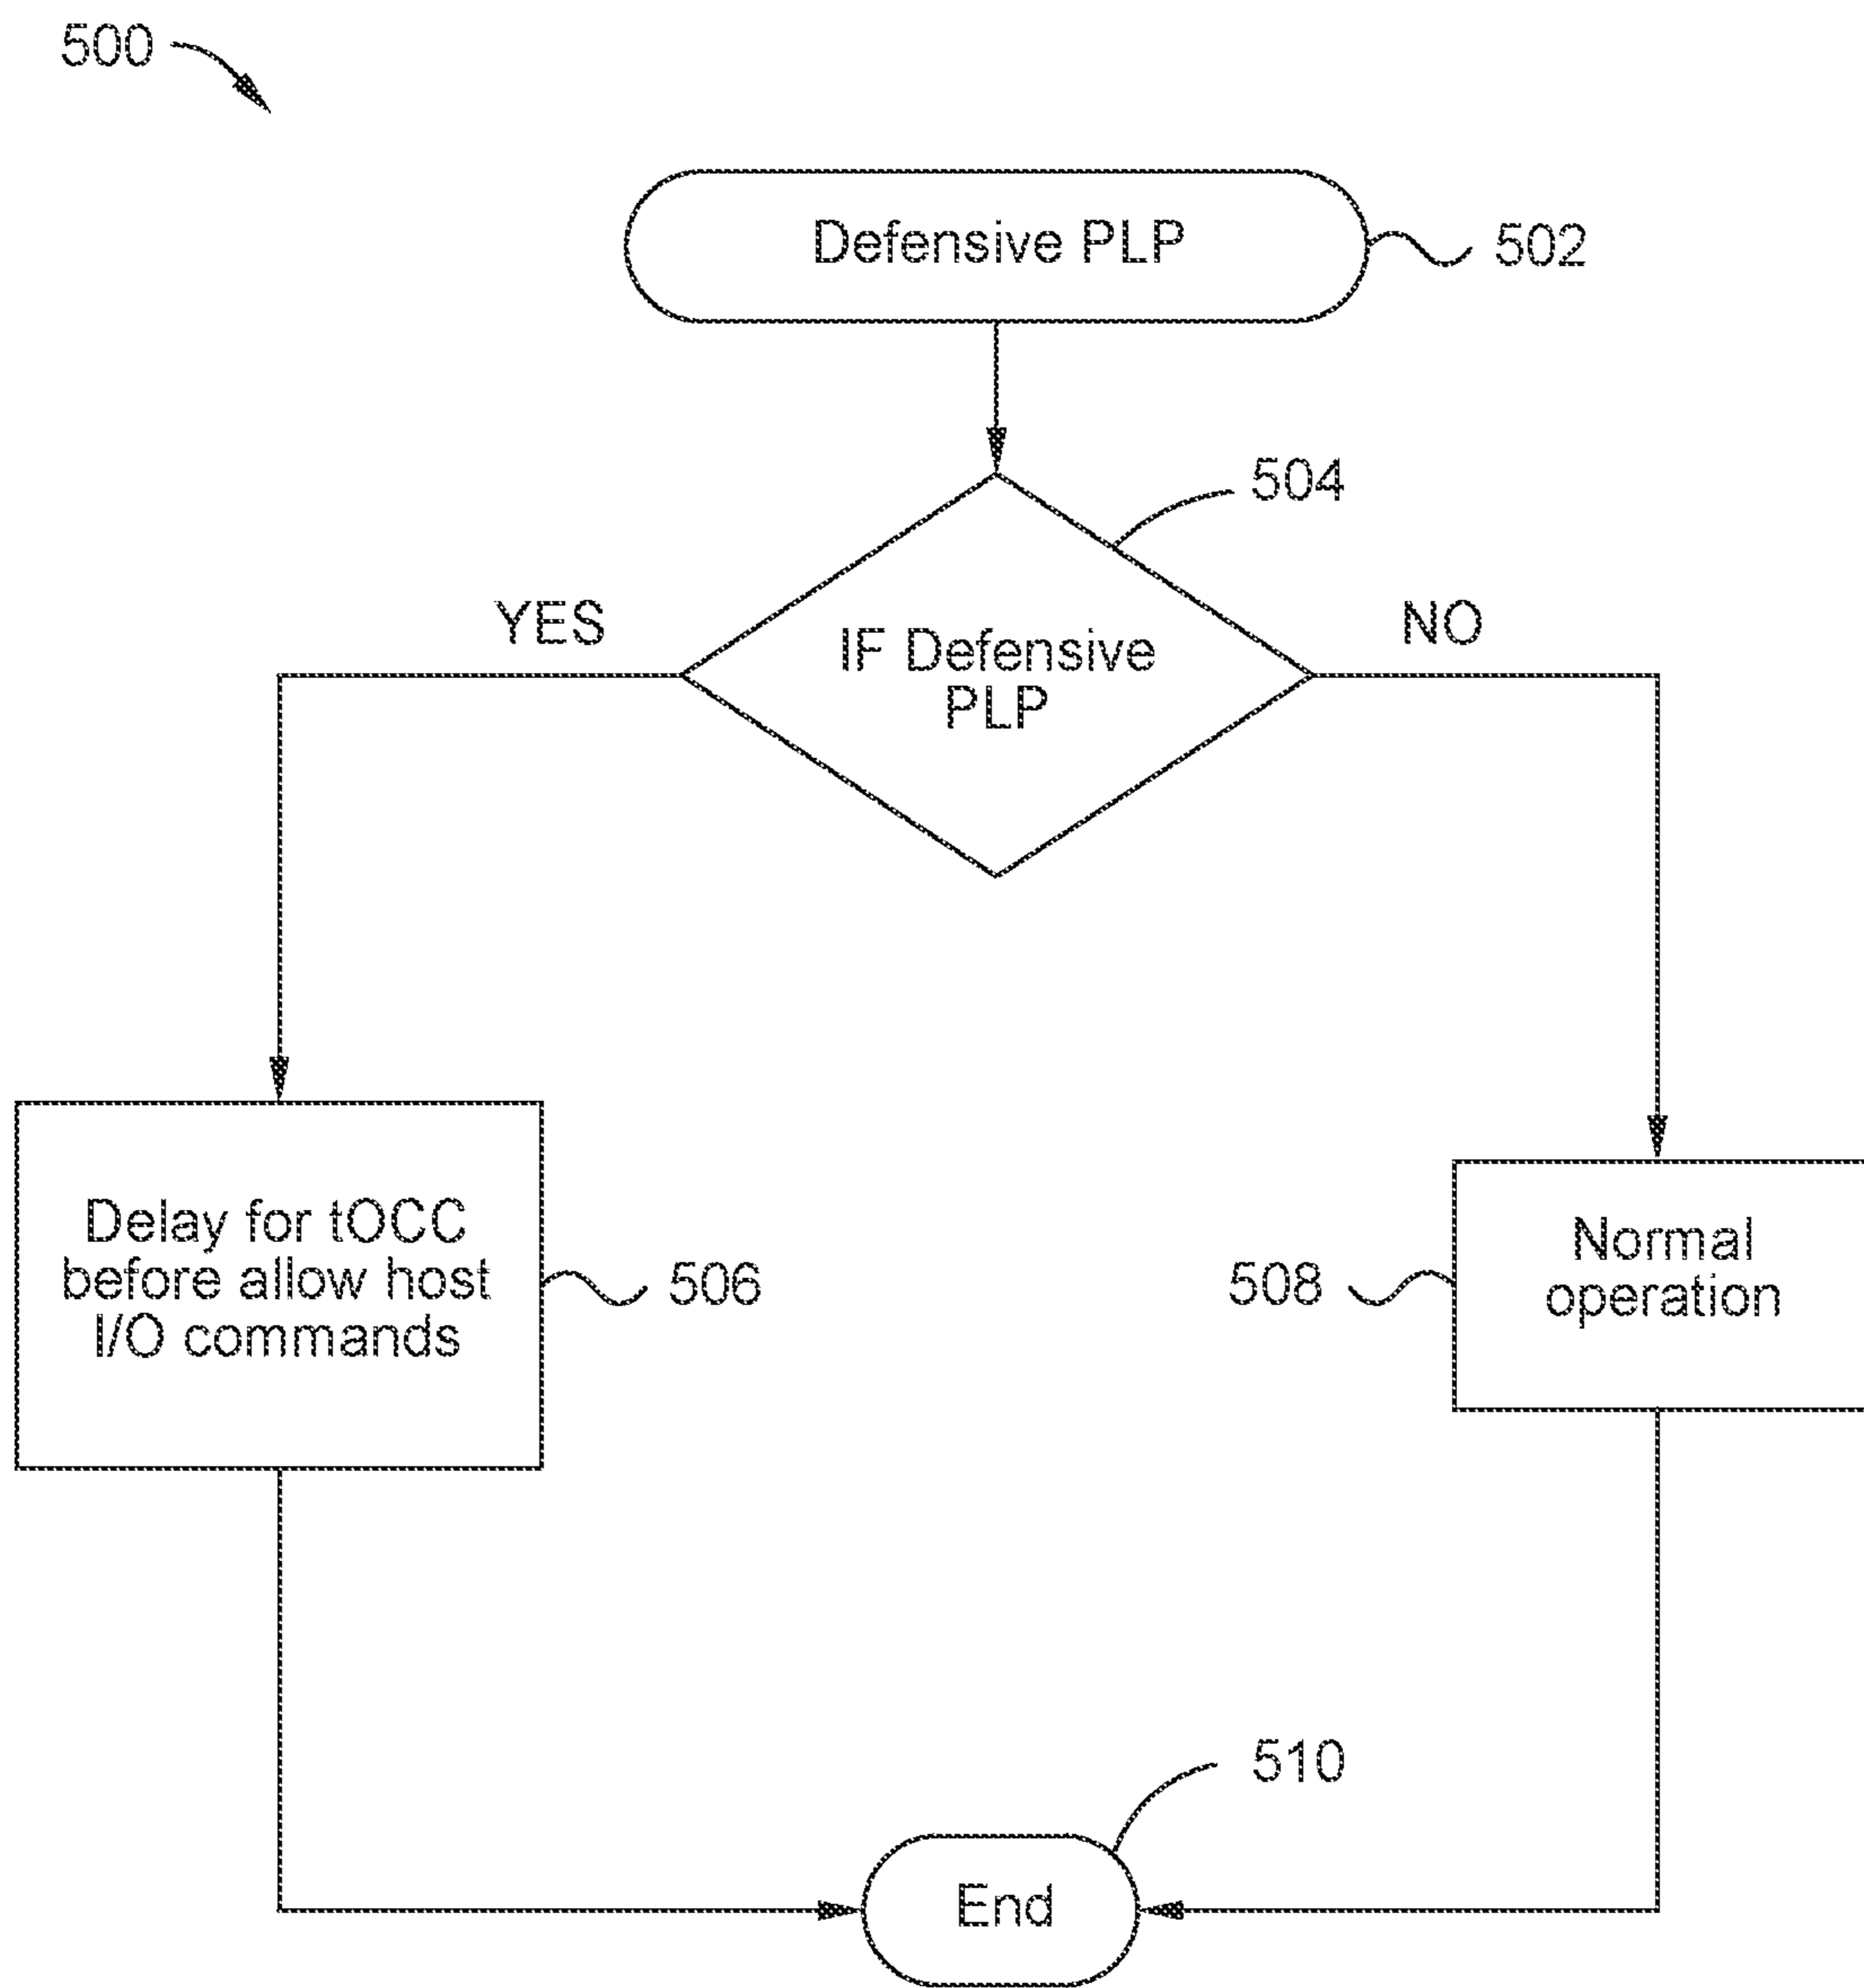 500
Defensive PLP
502
504
YES
NO
IF Defensive
PLP
Delay for tOCC
before allow host
I/O commands
506
508
Normal
operation
510
End